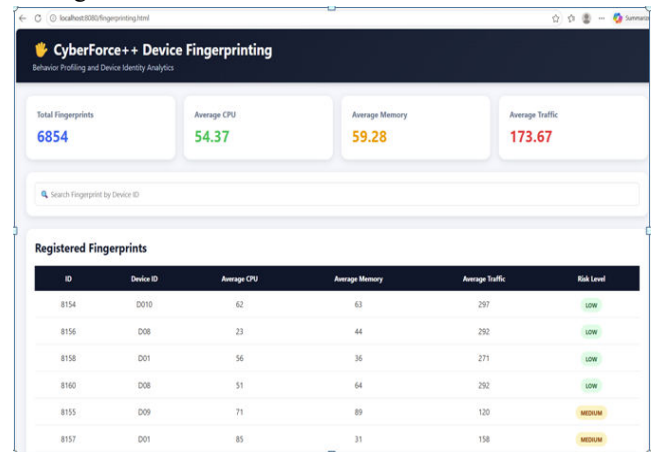 localhost:8080/fingerprinting.html
Summarize
CyberForce++ Device Fingerprinting
Behavior Profiling and Device Identity Analytics
Total Fingerprints Average CPU Average Memory Average Traffic
6854 54.37 59.28 173.67
Search Fingerprint by Device ID
Registered Fingerprints
ID Device ID Average CPU Average Memory Average Traffic Risk Level
8154 D010 62 63 297 LOW
8156 D08 23 44 292 LOW
8158 D01 56 36 271 LOW
8160 D08 51 64 292 LOW
8155 D09 71 89 120 MEDIUM
8157 D01 85 31 158 MEDIUM